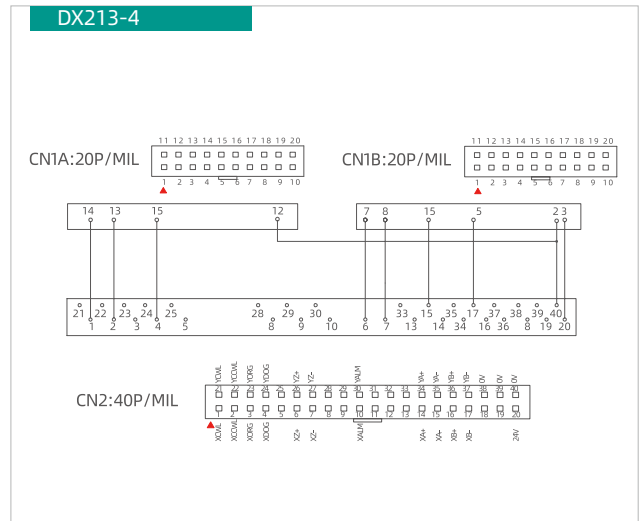 DX213-4
11 12 13 14 15 16 17 18 19 20
CN1A:20P/MIL
1 2 3 4 5 6 7 8 9 10
11 12 13 14 15 16 17 18 19 20
CN1B:20P/MIL
1 2 3 4 5 6 7 8 9 10
14 13 15 12
7 8 15 5 2 3
21 22 23 24 25 28 29 30 33 15 35 17 37 38 39 40
1 2 3 4 5 8 9 10 6 7 13 14 34 16 36 8 19 20
YCWL YCCWL YORG YDOG YZ+ YZ- YALM YA+ YA- YB+ YB- 0V 0V 0V
21 22 23 24 25 26 27 28 29 30 31 32 33 34 35 36 37 38 39 40
CN2:40P/MIL
1 2 3 4 5 6 7 8 9 10 11 12 13 14 15 16 17 18 19 20
XCWL XCCWL XORG XDOG XZ+ XZ- XALM XA+ XA- XB+ XB- 24V